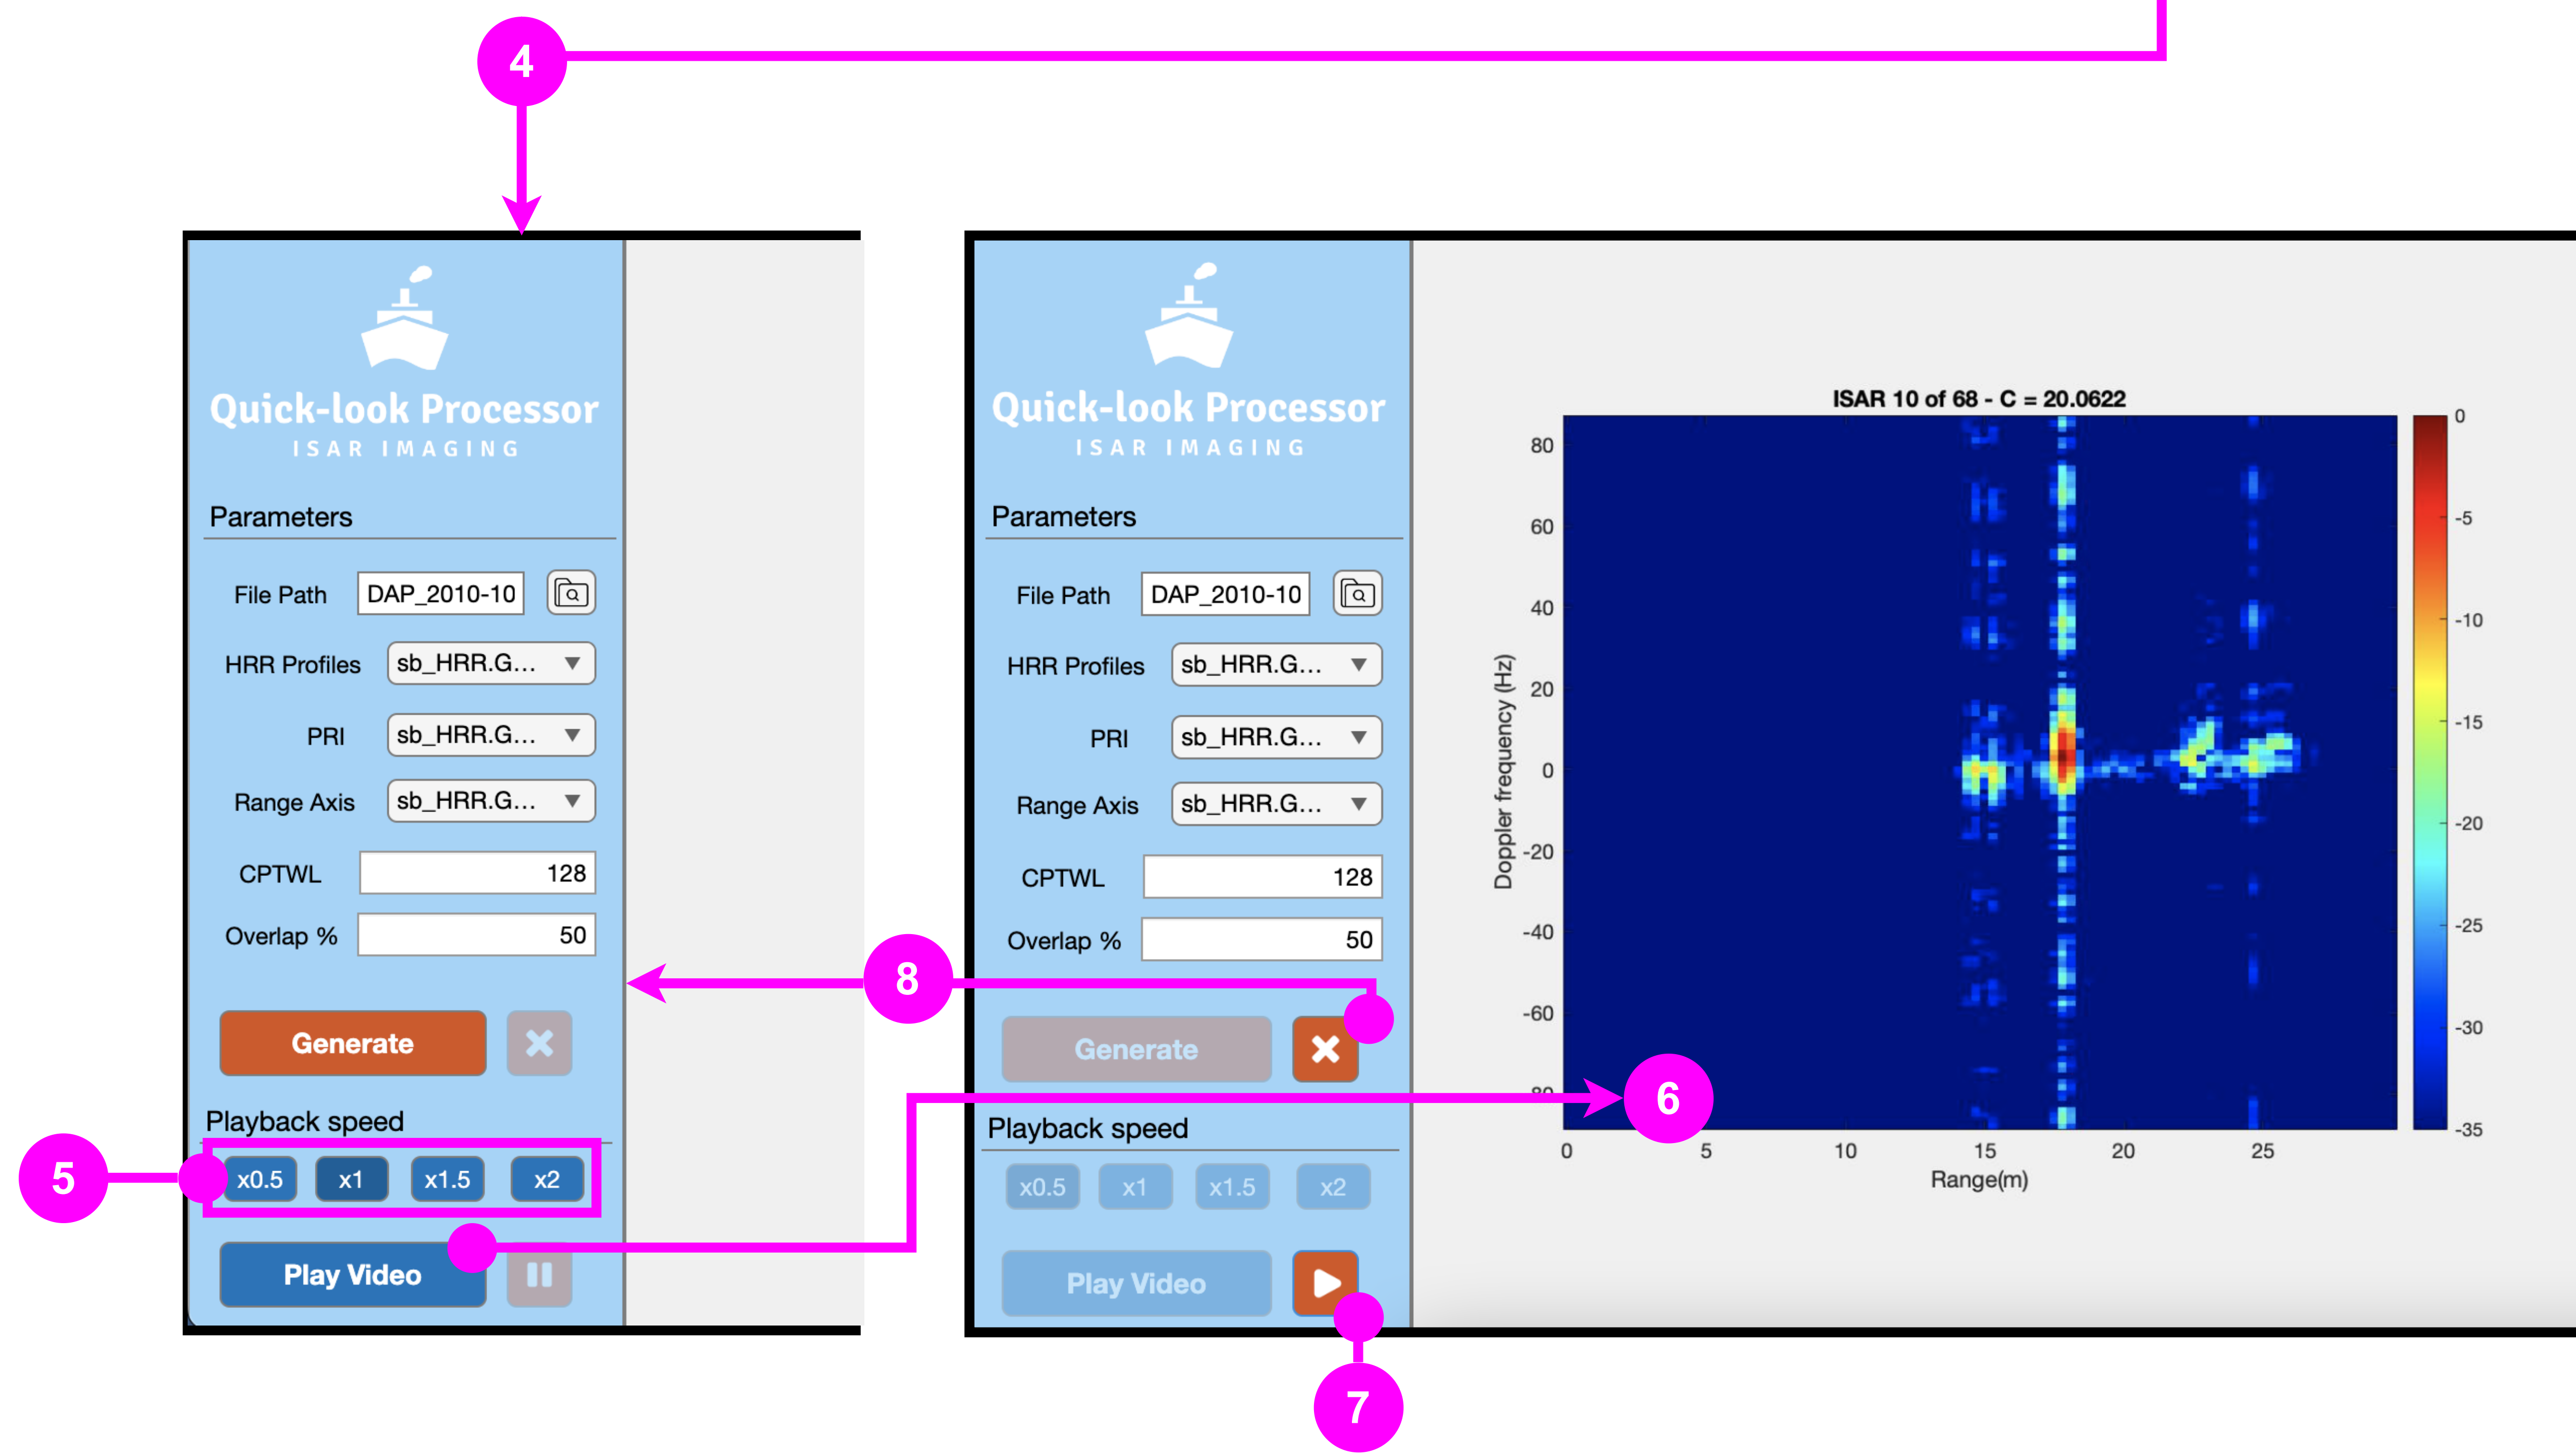 4
Quick-look Processor
ISAR IMAGING
Parameters
File Path DAP_2010-10
HRR Profiles sb_HRR.G...
PRI sb_HRR.G...
Range Axis sb_HRR.G...
CPTWL 128
Overlap % 50
Generate
Playback speed
5
x0.5 x1 x1.5 x2
Play Video
8
Quick-look Processor
ISAR IMAGING
Parameters
File Path DAP_2010-10
HRR Profiles sb_HRR.G...
PRI sb_HRR.G...
Range Axis sb_HRR.G...
CPTWL 128
Overlap % 50
Generate
Playback speed
x0.5 x1 x1.5 x2
Play Video
7
ISAR 10 of 68 - C = 20.0622
Doppler frequency (Hz)
80
60
40
20
0
-20
-40
-60
6
0 5 10 15 20 25
Range(m)
0
-5
-10
-15
-20
-25
-30
-35